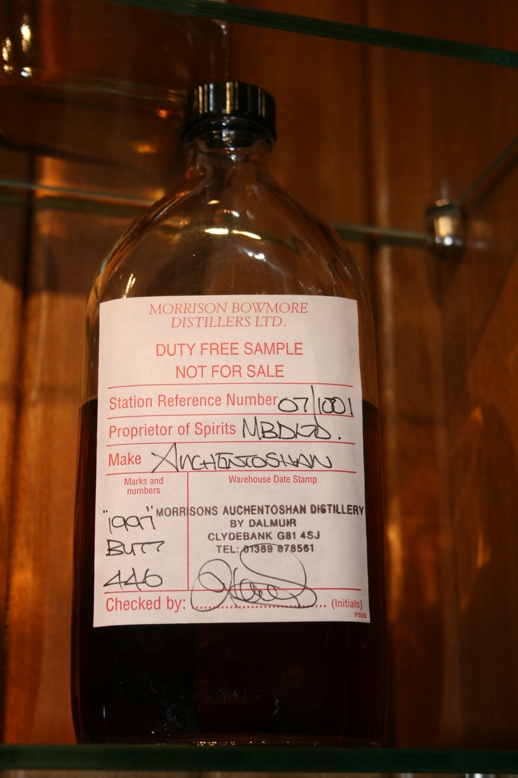 MORRISON BOWMORE
DISTILLERS LTD.
DUTY FREE SAMPLE
NOT FOR SALE
Station Reference Number 07/1001
Proprietor of Spirits MBDLTD.
Make AUCHENTOSHAN
Marks and
numbers
"1997"
BUTT
446
Warehouse Date Stamp
MORRISONS AUCHENTOSHAN DISTILLERY
BY DALMUIR
CLYDEBANK G81 4SJ
TEL: 01389 878561
Checked by: (Initials)